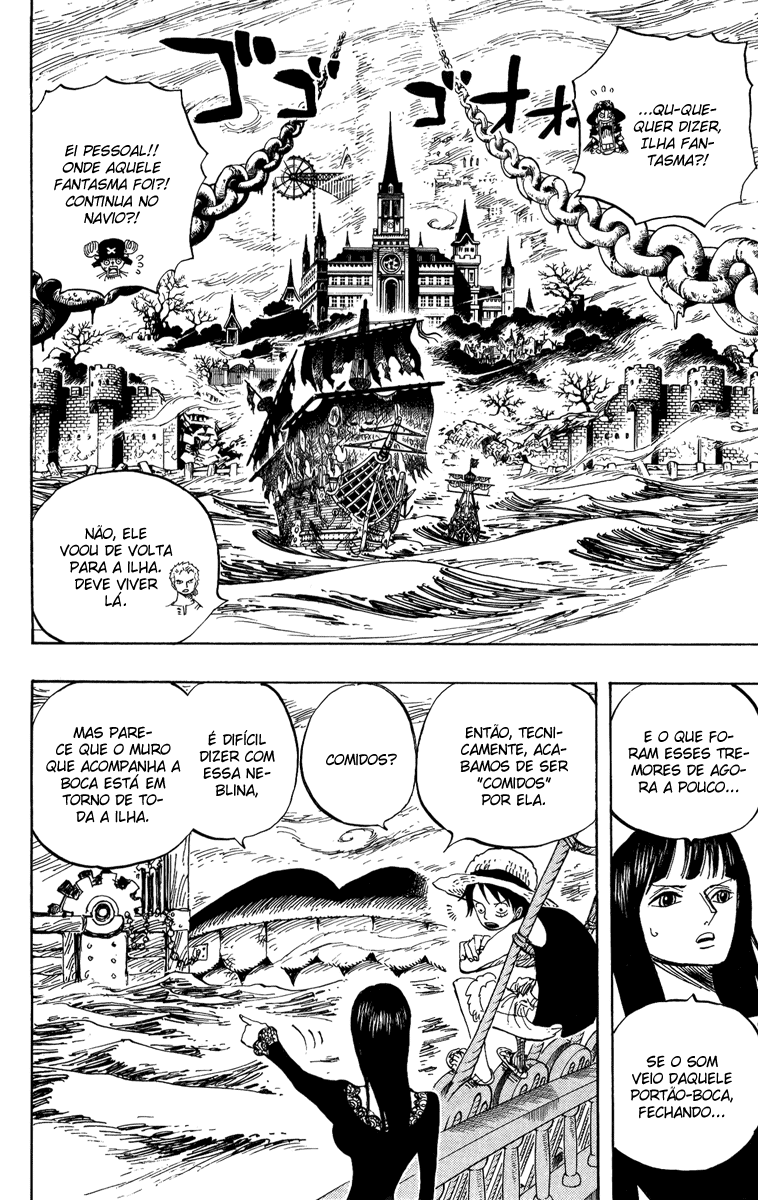 ゴゴ
ゴオオ
...QU-QUE-
QUER DIZER,
ILHA FAN-
TASMA?!
EI PESSOAL!!
ONDE AQUELE
FANTASMA FOI?!
CONTINUA NO
NAVIO?!
NÃO, ELE
VOOU DE VOLTA
PARA A ILHA.
DEVE VIVER
LÁ.
E O QUE FO-
RAM ESSES TRE-
MORES DE AGO-
RA A POUCO...
SE O SOM
VEIO DAQUELE
PORTÃO-BOCA,
FECHANDO...
ENTÃO, TECNI-
CAMENTE, ACA-
BAMOS DE SER
"COMIDOS"
POR ELA.
COMIDOS?
É DIFÍCIL
DIZER COM
ESSA NE-
BLINA,
MAS PARE-
CE QUE O MURO
QUE ACOMPANHA A
BOCA ESTÁ EM
TORNO DE TO-
DA A ILHA.